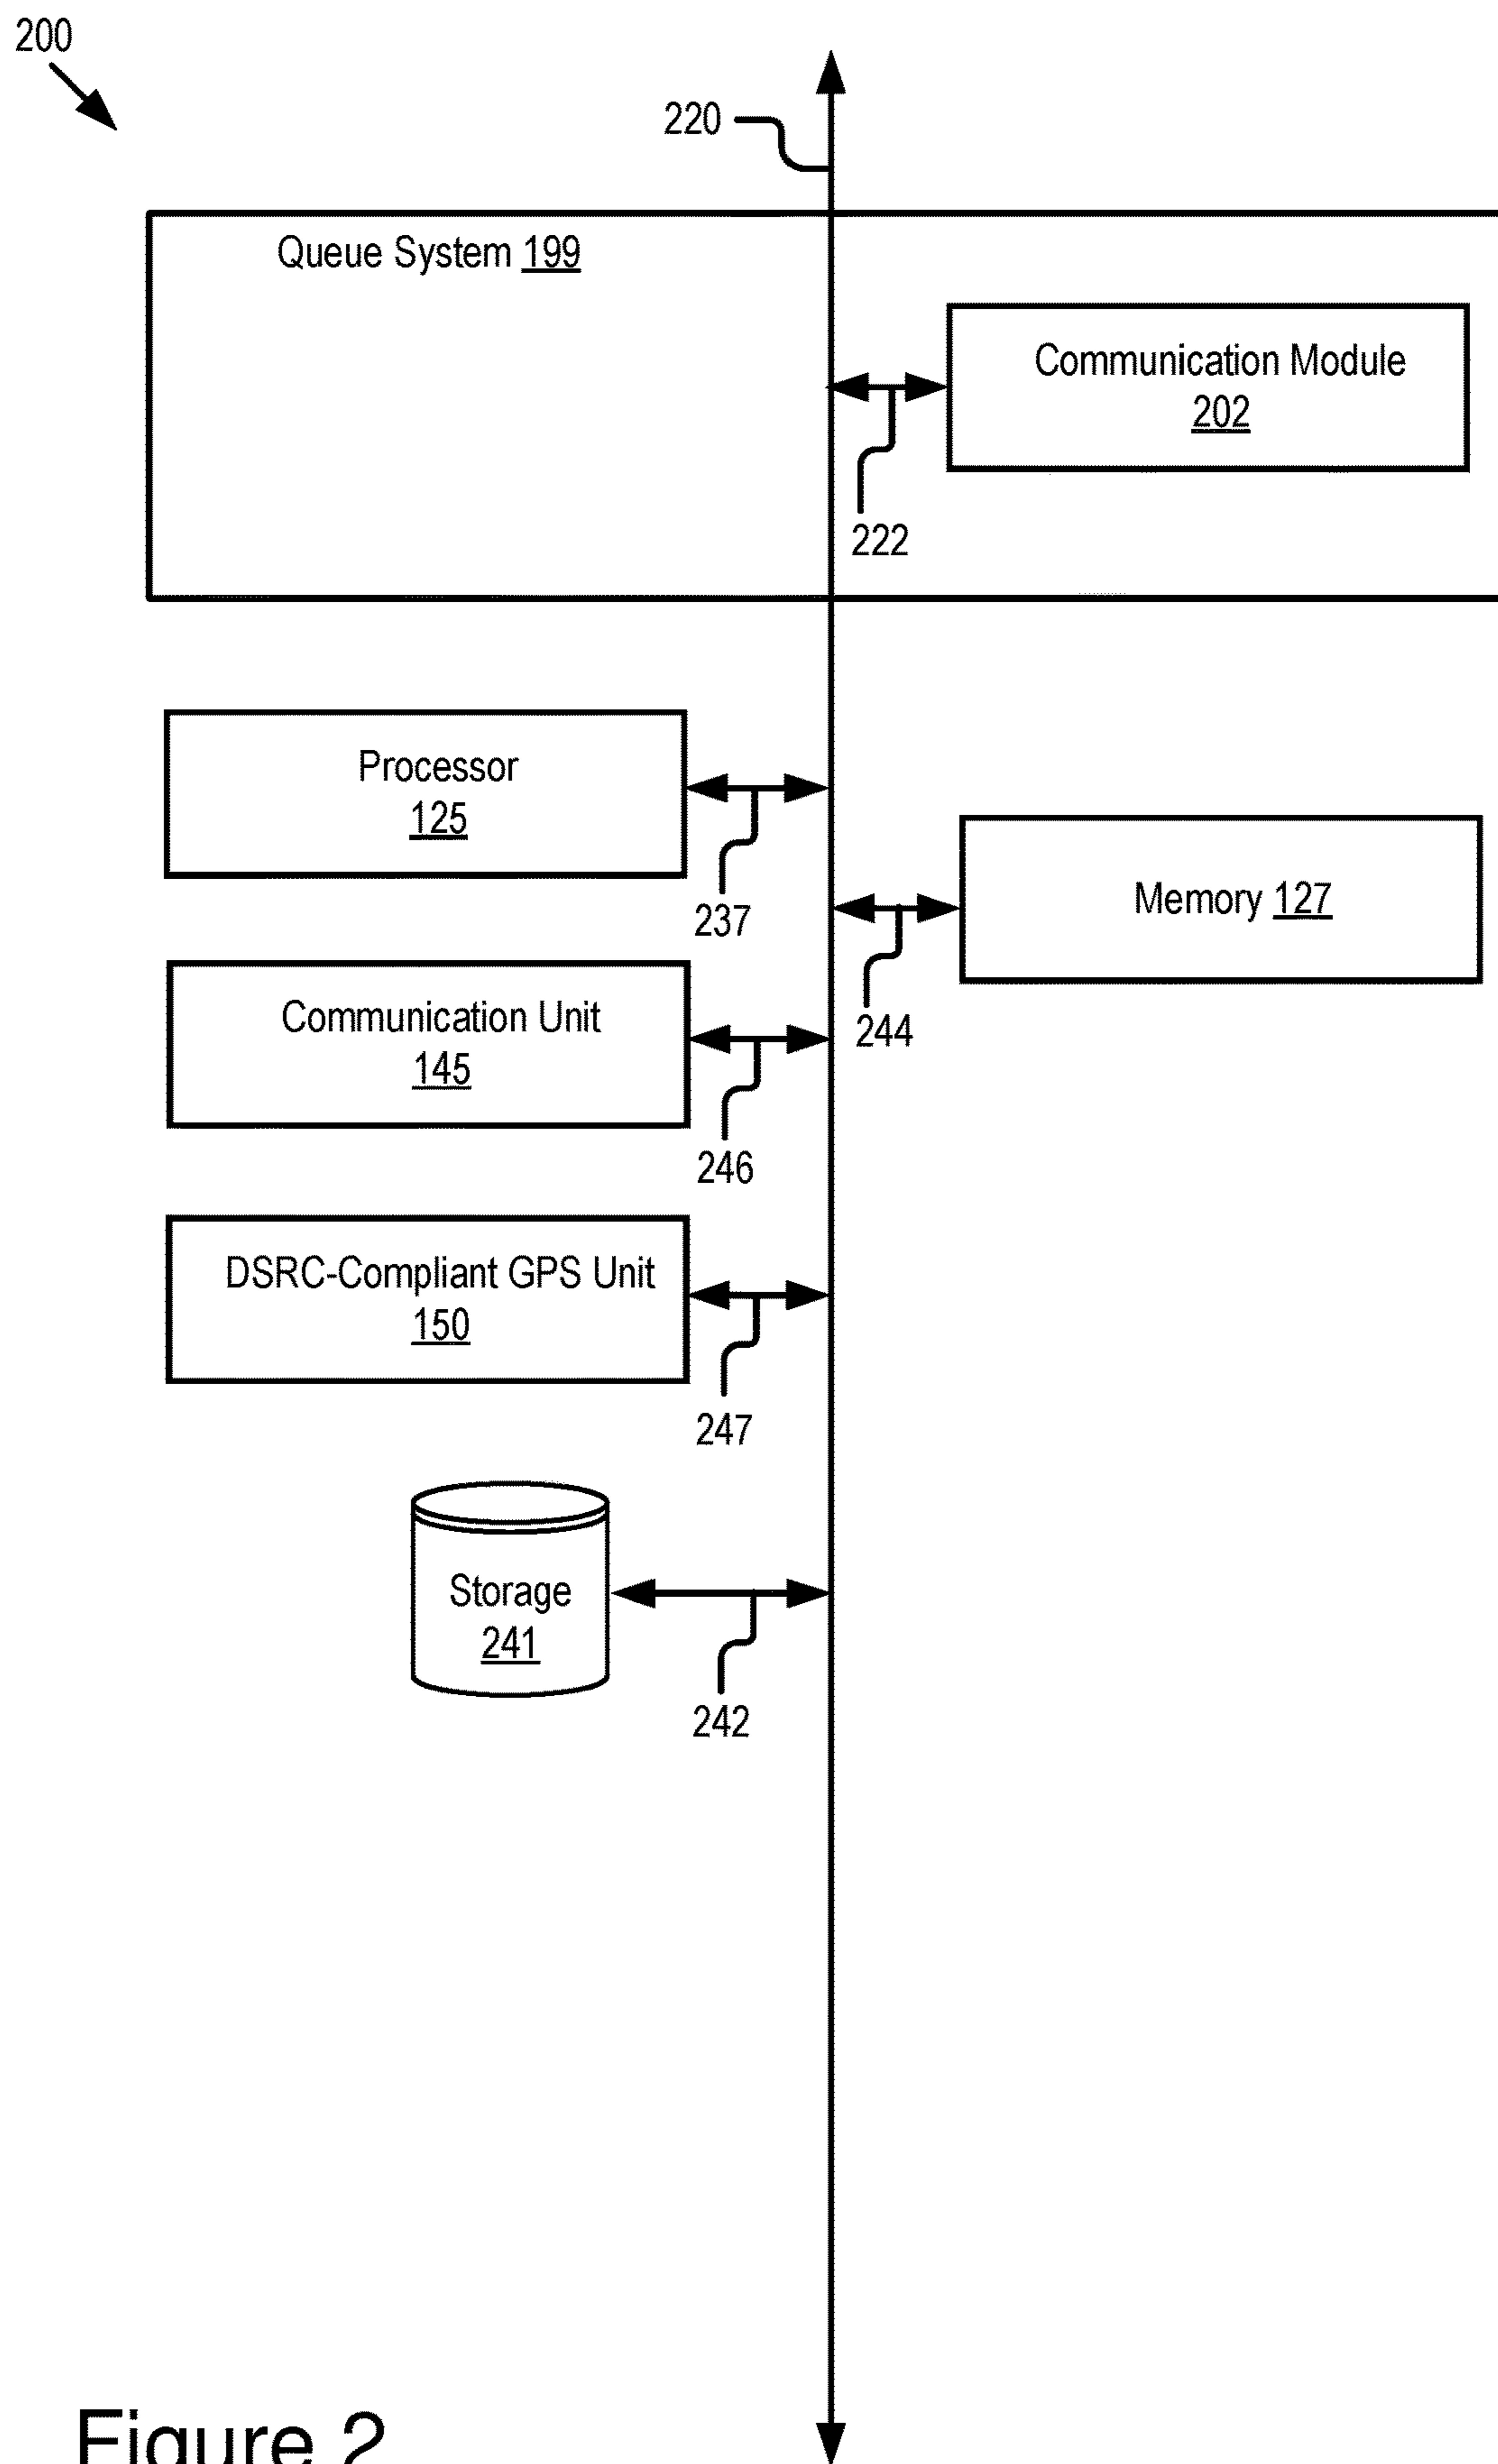 200
220
Queue System 199
Communication Module
202
222
Processor
125
237
Memory 127
244
Communication Unit
145
246
DSRC-Compliant GPS Unit
150
247
Storage
241
242
Figure 2